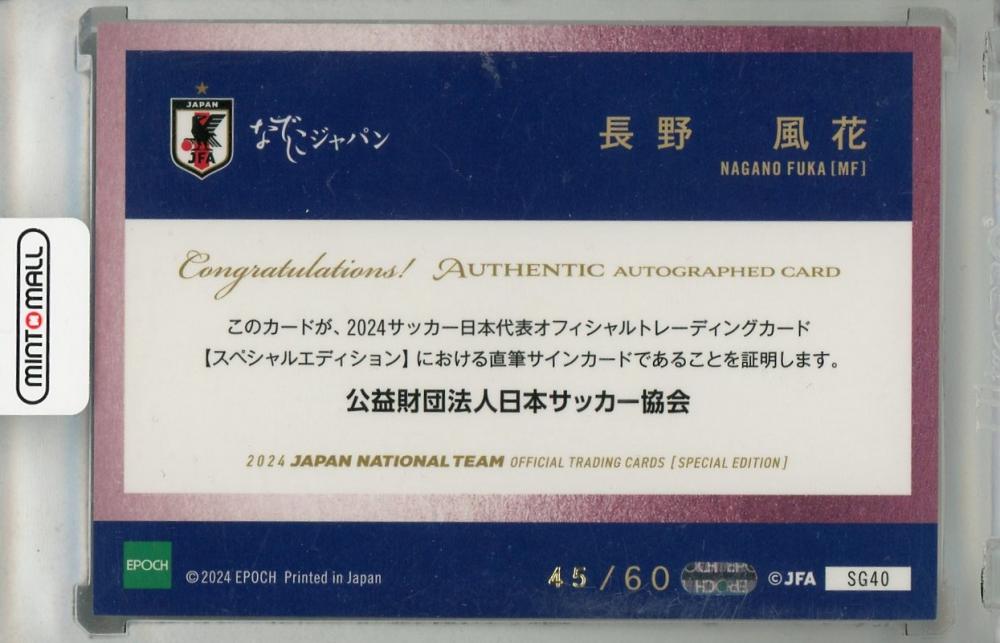 JAPAN
JFA
なでしこジャパン
長野 風花
NAGANO FUKA [MF]
Congratulations! AUTHENTIC AUTOGRAPHED CARD
このカードが、2024サッカー日本代表オフィシャルトレーディングカード
【スペシャルエディション】における直筆サインカードであることを証明します。
公益財団法人日本サッカー協会
2024 JAPAN NATIONAL TEAM OFFICIAL TRADING CARDS [SPECIAL EDITION]
EPOCH
©2024 EPOCH Printed in Japan
45/60
EPOCH
©JFA
SG40
MINTOMALL